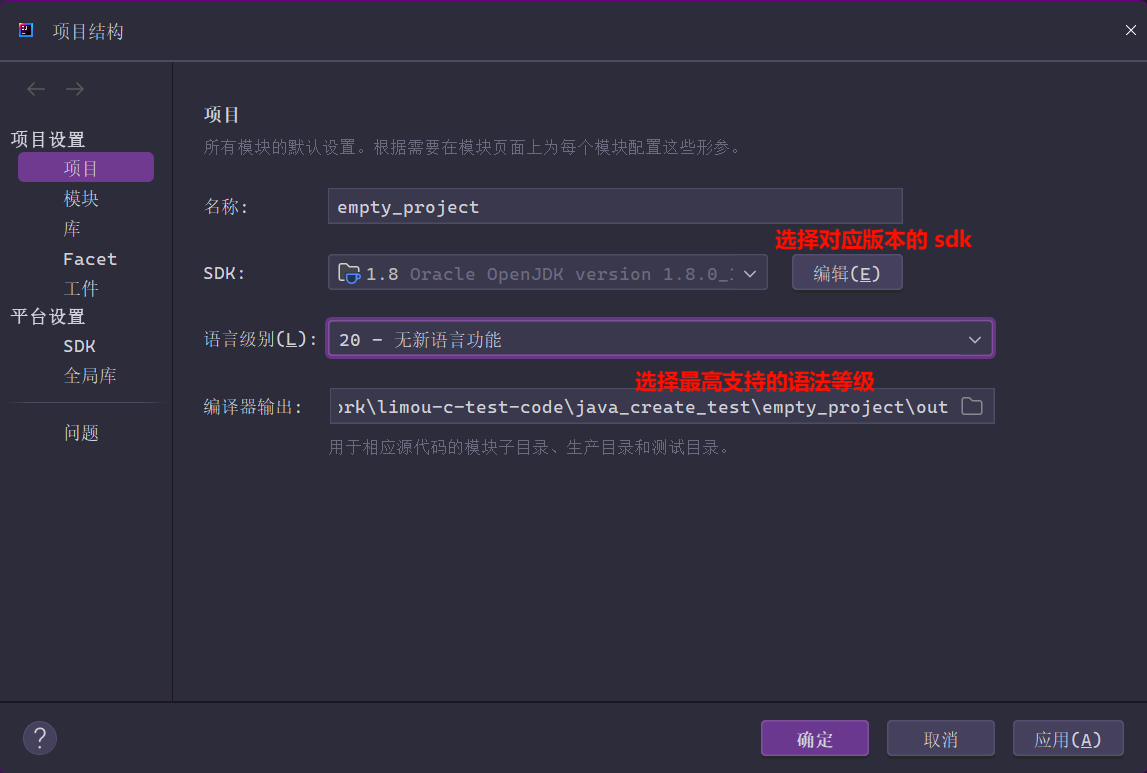 项目结构
项目设置
项目
模块
库
Facet
工件
平台设置
SDK
全局库
问题
项目
所有模块的默认设置。根据需要在模块页面上为每个模块配置这些形参。
名称:
empty_project
选择对应版本的 sdk
SDK:
1.8 Oracle OpenJDK version 1.8.0_
编辑(E)
语言级别(L):
20 - 无新语言功能
选择最高支持的语法等级
编译器输出:
rk\limou-c-test-code\java_create_test\empty_project\out
用于相应源代码的模块子目录、生产目录和测试目录。
?
确定
取消
应用(A)